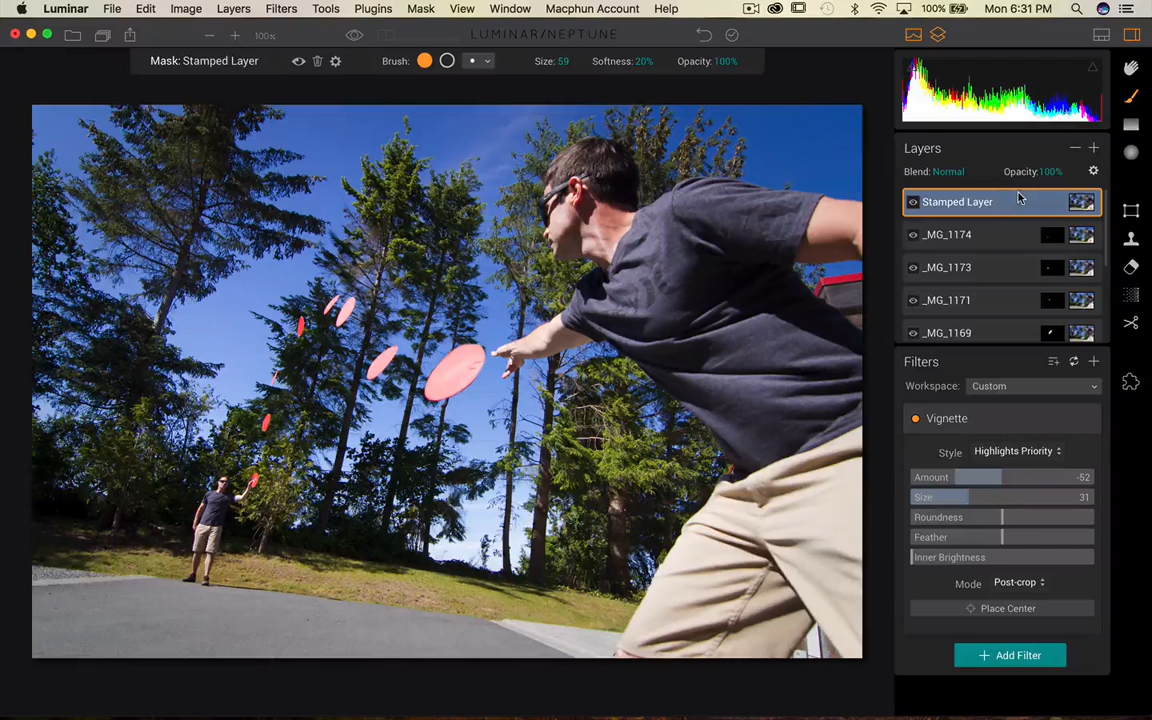 Luminar File Edit Image Layers Filters Tools Plugins Mask View Window Macphun Account Help 100% Mon 6:31 PM
100% LUMINAR/NEPTUNE
Mask: Stamped Layer Brush: Size: 59 Softness: 20% Opacity: 100%
Layers
Blend: Normal Opacity: 100%
Stamped Layer
_MG_1174
_MG_1173
_MG_1171
_MG_1169
Filters
Workspace: Custom
Vignette
Style Highlights Priority
Amount -52
Size 31
Roundness
Feather
Inner Brightness
Mode Post-crop
Place Center
+ Add Filter